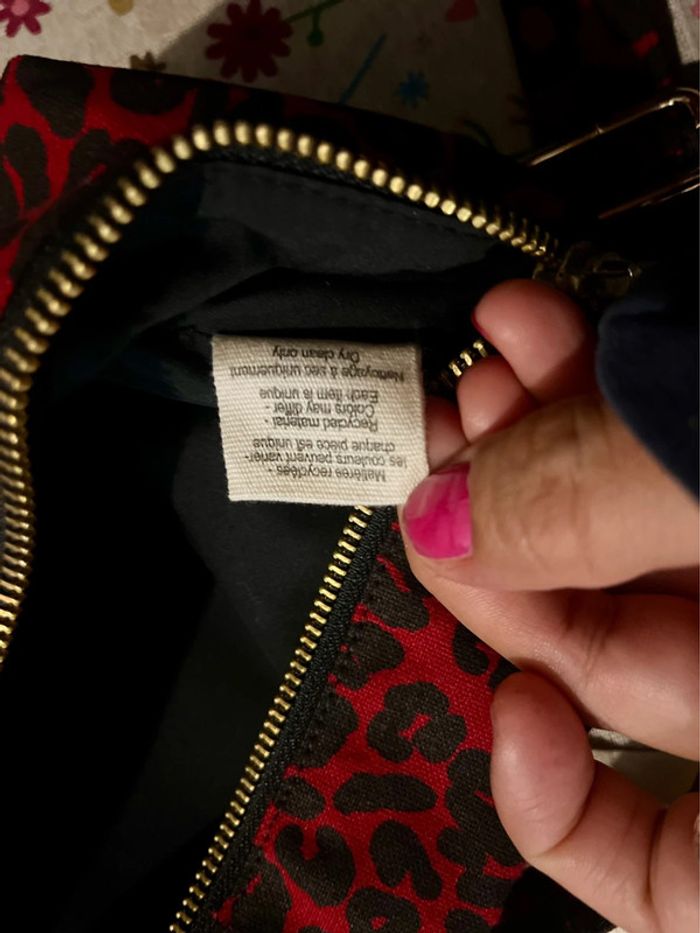 Matières recyclées -
les couleurs peuvent varier-
chaque pièce est unique
Recycled material -
Colors may differ -
Each item is unique
Nettoyage à sec uniquement
Dry clean only